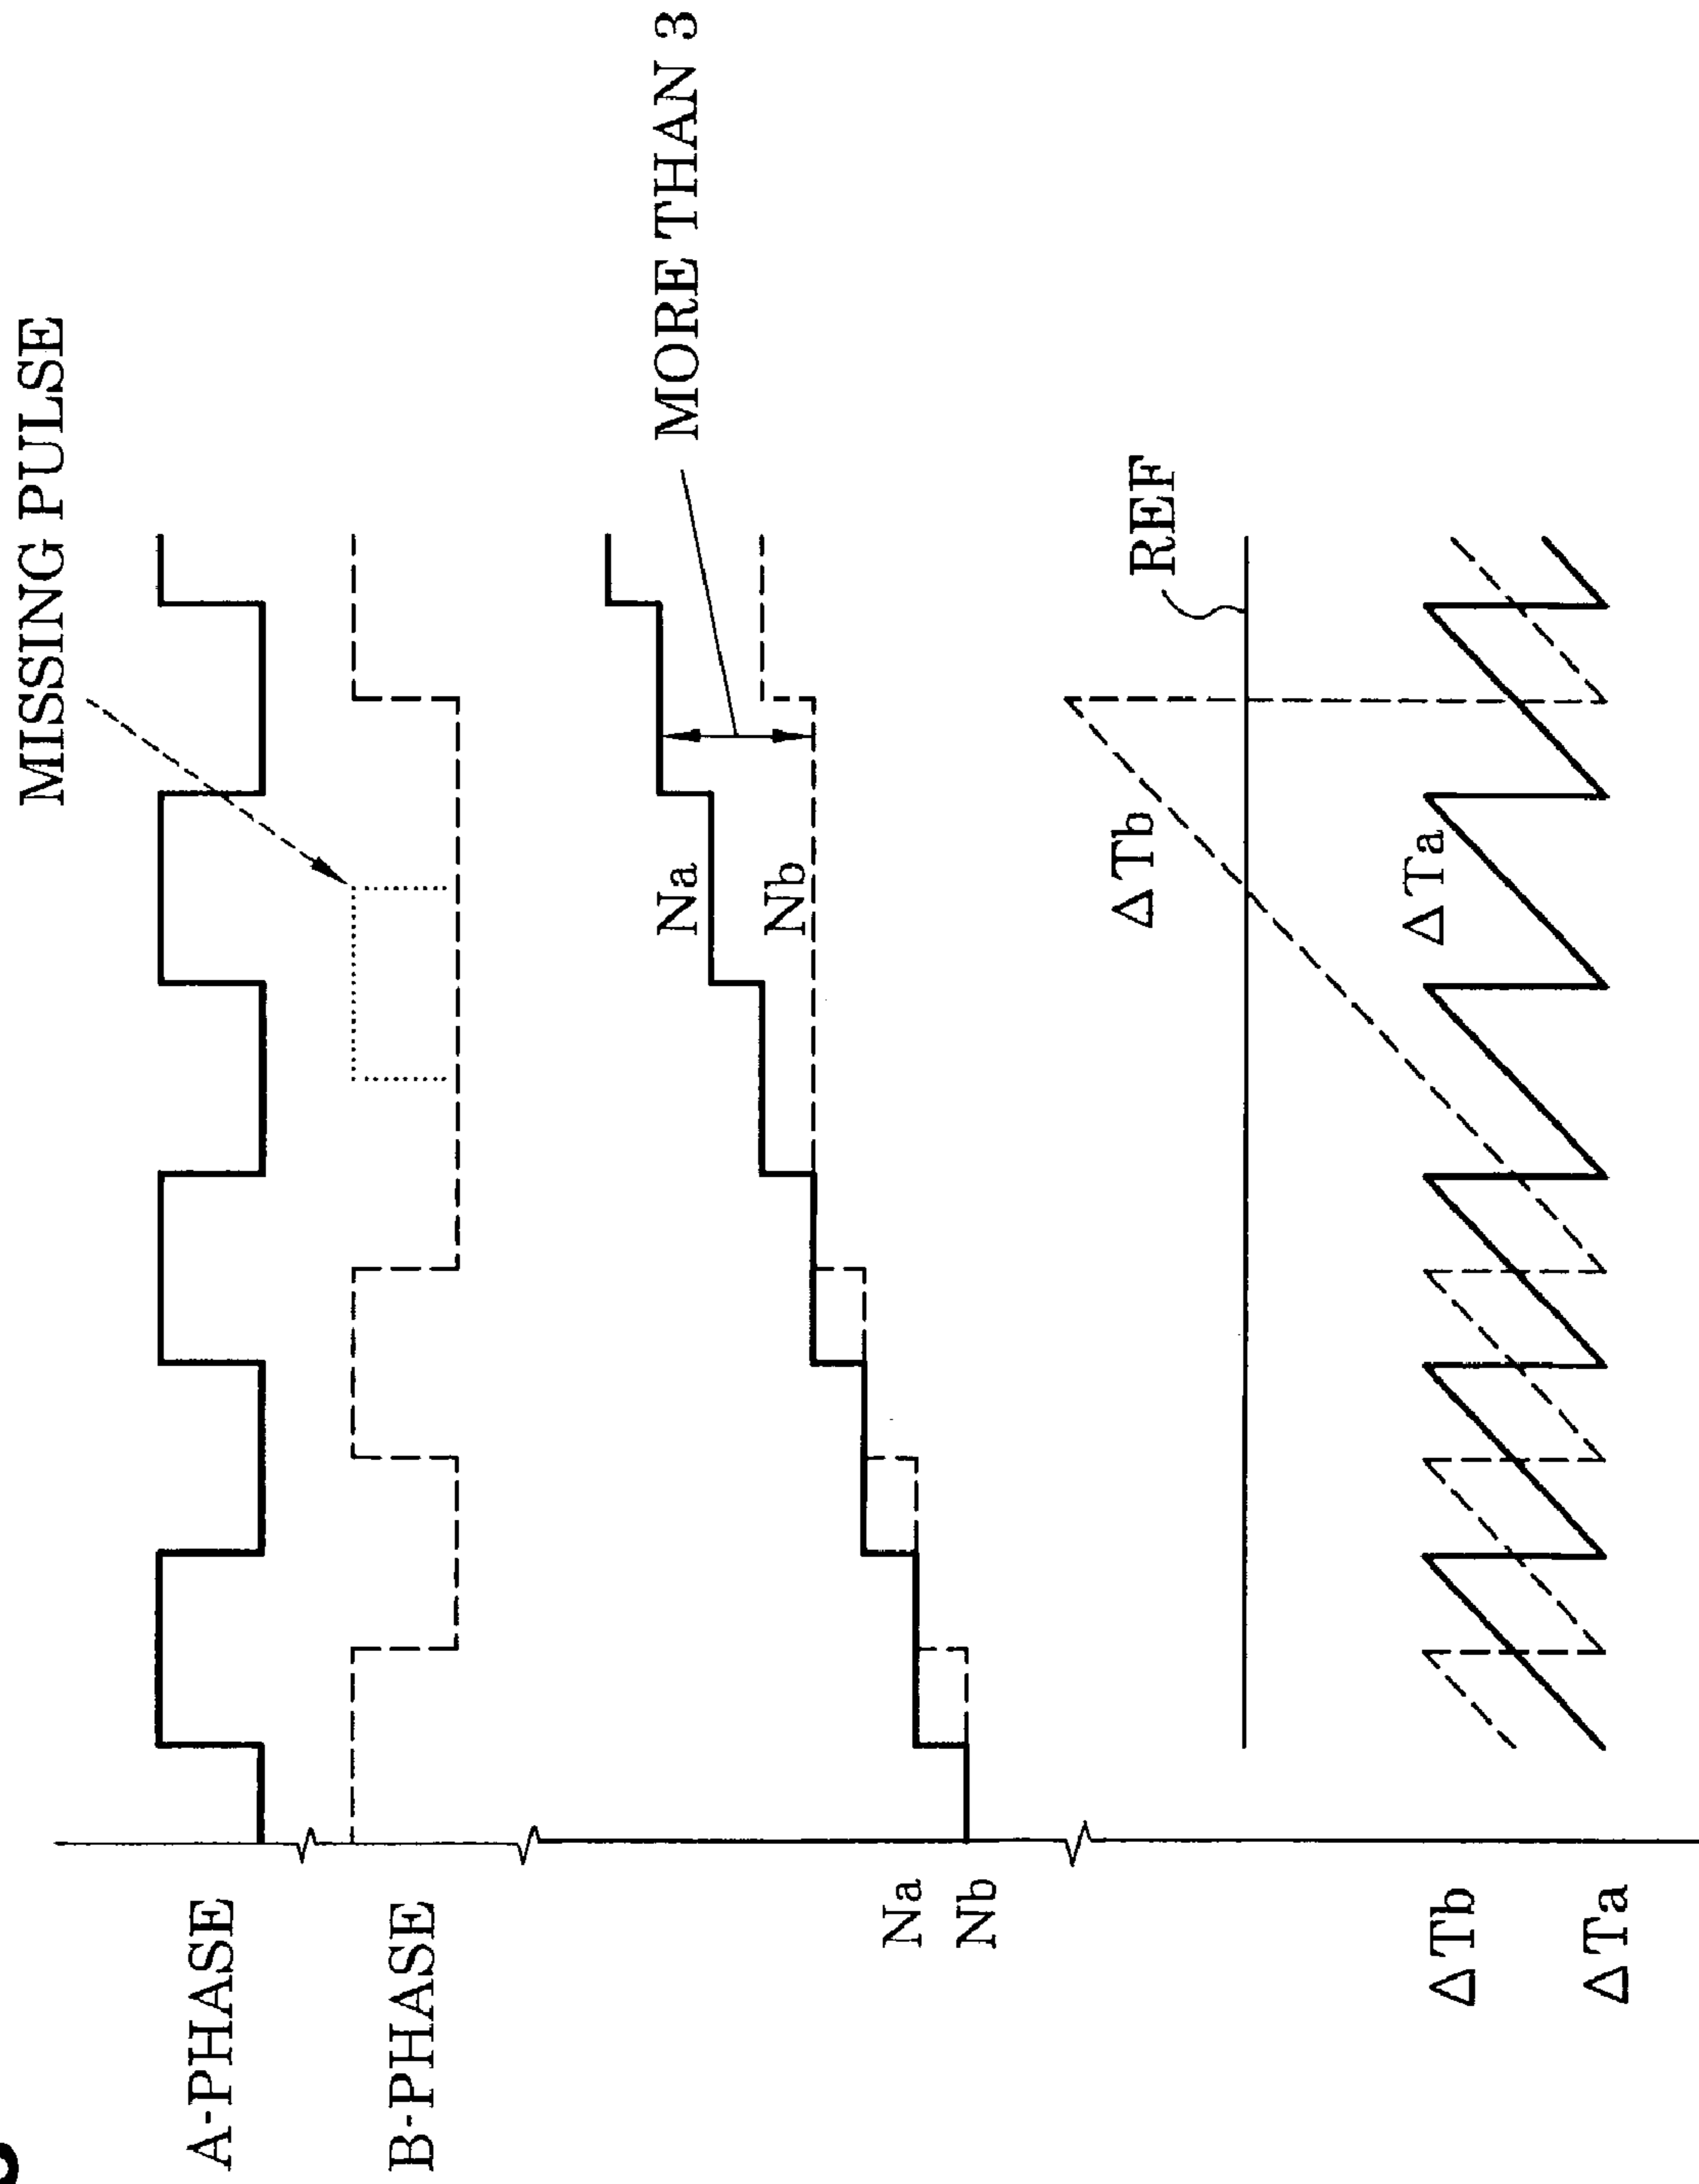 MISSING PULSE
A-PHASE
B-PHASE
MORE THAN 3
Na
Nb
Na
Nb
REF
ΔTb
ΔTa
ΔTb
ΔTa